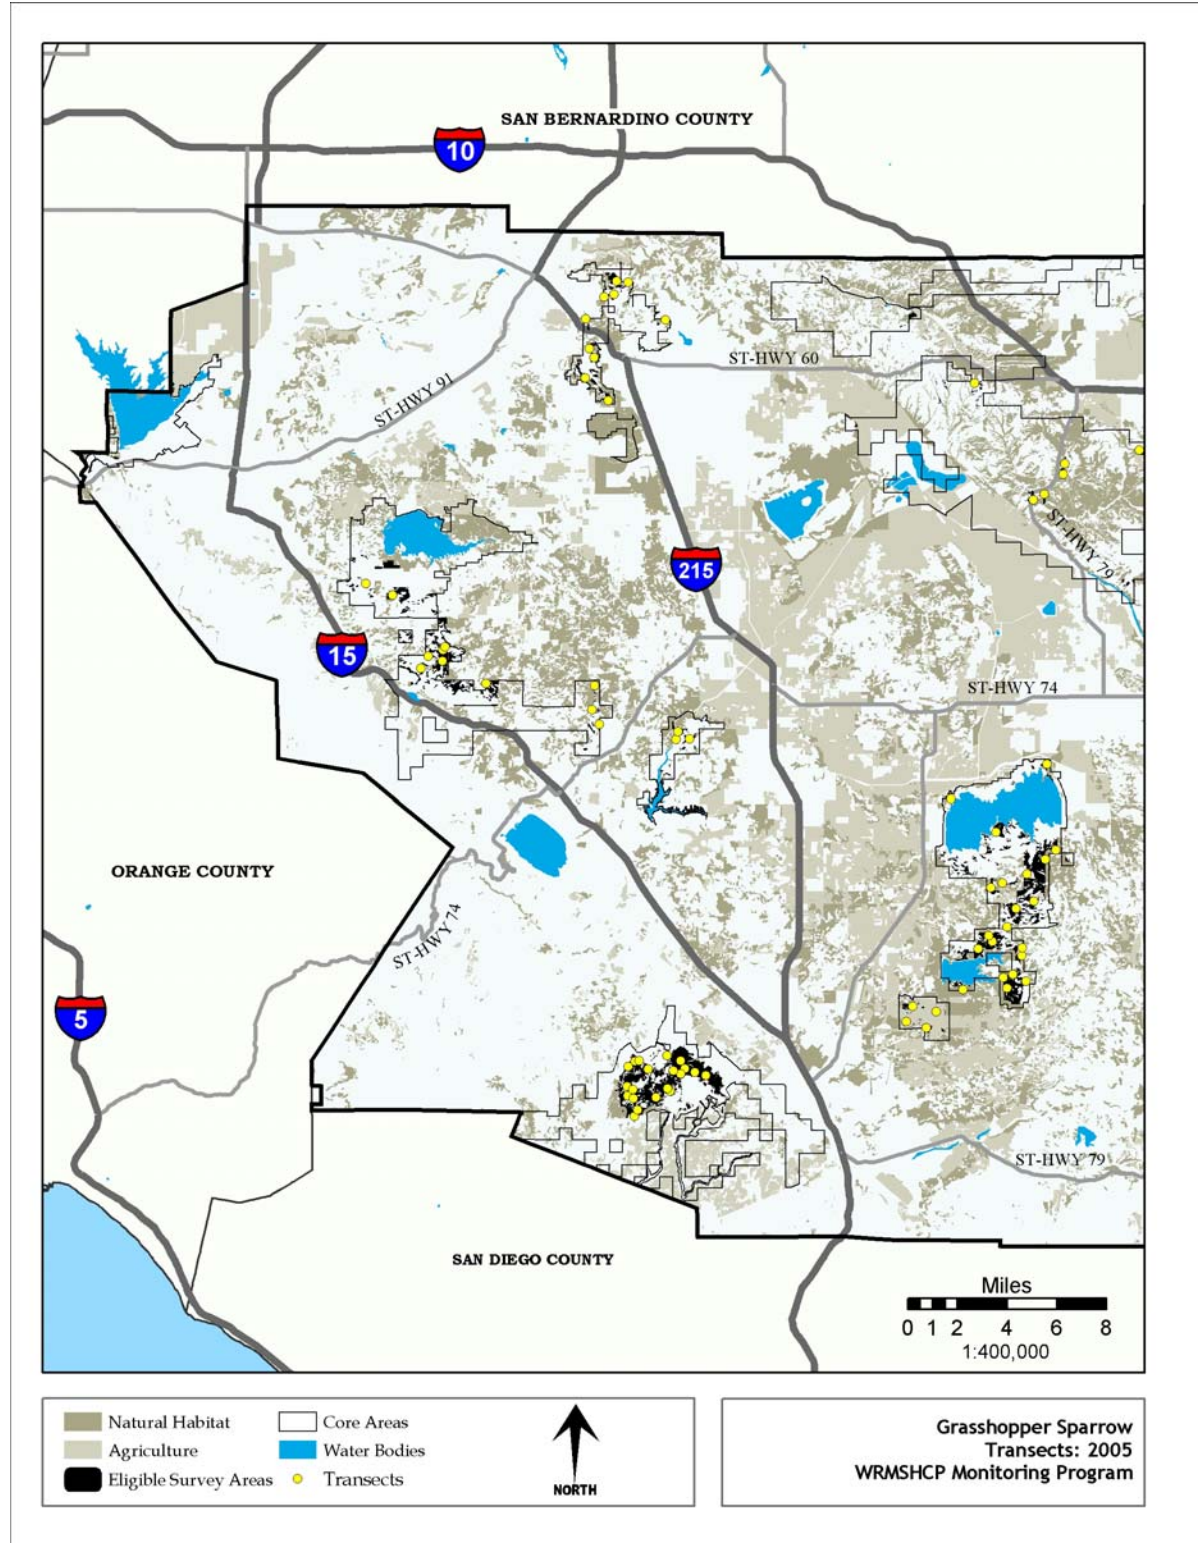 SAN BERNARDINO COUNTY
10
ST-HWY 60
ST-HWY 91
ST-HWY 79
215
15
ST-HWY 74
ORANGE COUNTY
ST-HWY 74
5
ST-HWY 79
SAN DIEGO COUNTY
Miles
0 1 2 4 6 8
1:400,000
Natural Habitat
Agriculture
Eligible Survey Areas
Core Areas
Water Bodies
Transects
NORTH
Grasshopper Sparrow
Transects: 2005
WRMSHCP Monitoring Program